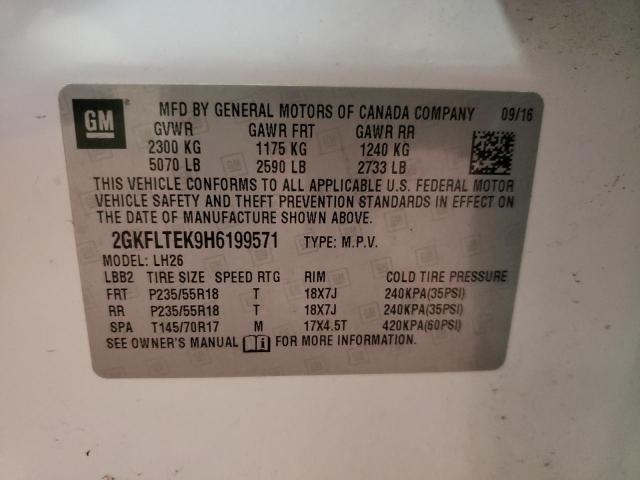 GM MFD BY GENERAL MOTORS OF CANADA COMPANY 09/16
GVWR GAWR FRT GAWR RR
2300 KG 1175 KG 1240 KG
5070 LB 2590 LB 2733 LB
THIS VEHICLE CONFORMS TO ALL APPLICABLE U.S. FEDERAL MOTOR
VEHICLE SAFETY AND THEFT PREVENTION STANDARDS IN EFFECT ON
THE DATE OF MANUFACTURE SHOWN ABOVE.
2GKFLTEK9H6199571 TYPE: M.P.V.
MODEL: LH26
LBB2 TIRE SIZE SPEED RTG RIM COLD TIRE PRESSURE
FRT P235/55R18 T 18X7J 240KPA(35PSI)
RR P235/55R18 T 18X7J 240KPA(35PSI)
SPA T145/70R17 M 17X4.5T 420KPA(60PSI)
SEE OWNER'S MANUAL FOR MORE INFORMATION.